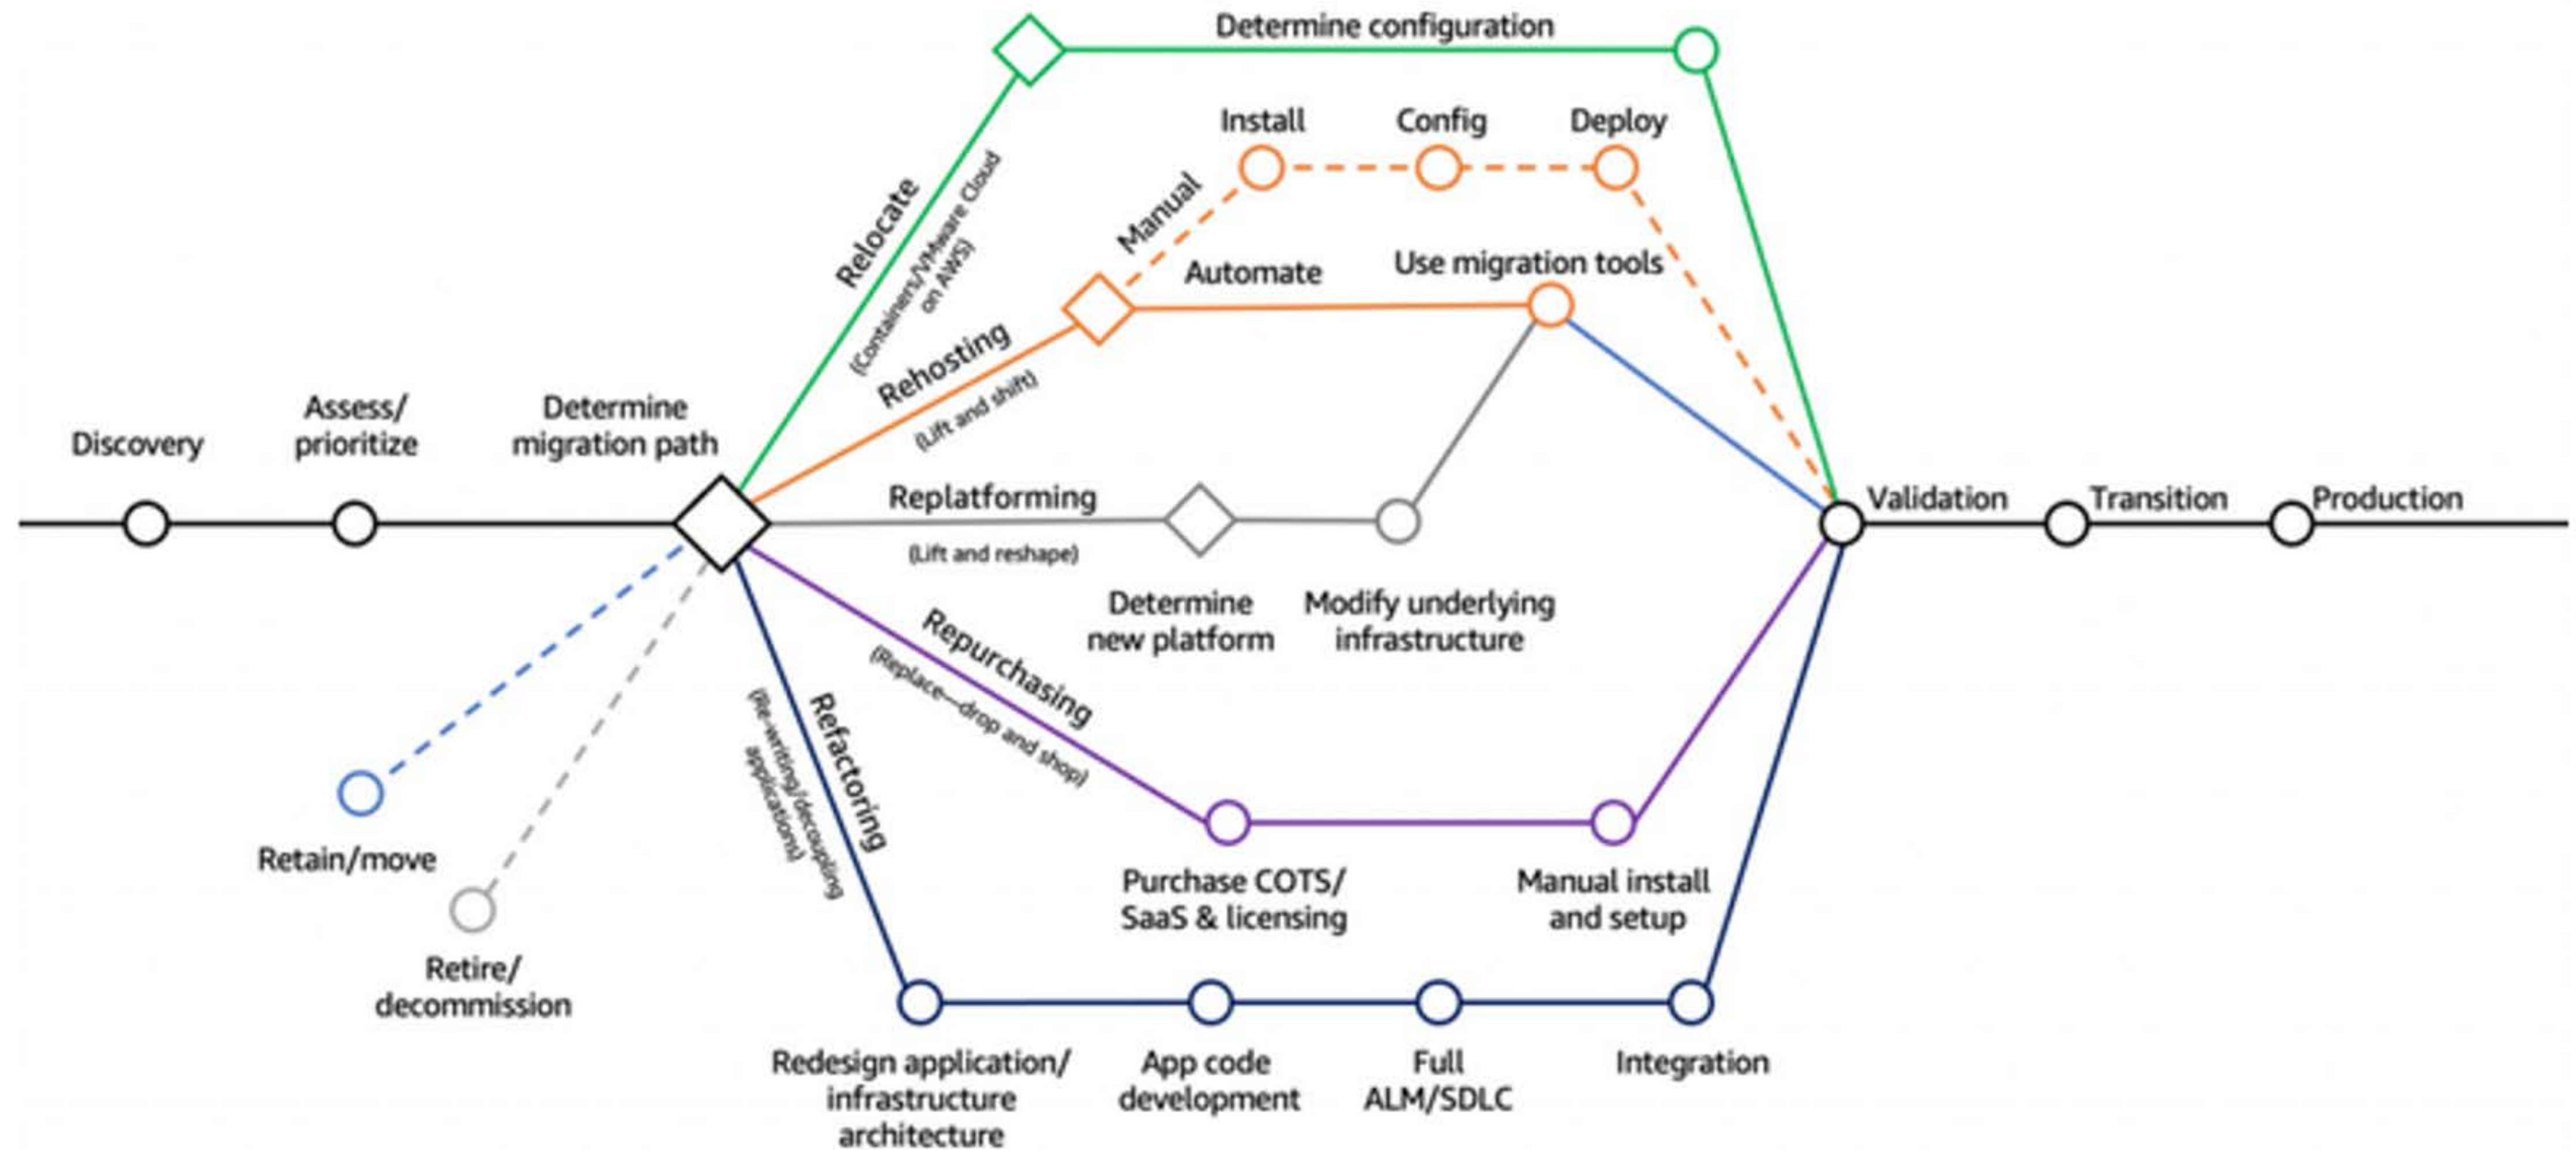 Determine configuration
Install
Config
Deploy
Relocate
(Containers/VMware Cloud
on AWS)
Manual
Automate
Use migration tools
Rehosting
(Lift and shift)
Discovery
Assess/
prioritize
Determine
migration path
Replatforming
(Lift and reshape)
Determine
new platform
Modify underlying
infrastructure
Validation
Transition
Production
Repurchasing
(Replace—drop and shop)
Refactoring
(Re-writing/decoupling
applications)
Retain/move
Retire/
decommission
Purchase COTS/
SaaS & licensing
Manual install
and setup
Redesign application/
infrastructure
architecture
App code
development
Full
ALM/SDLC
Integration